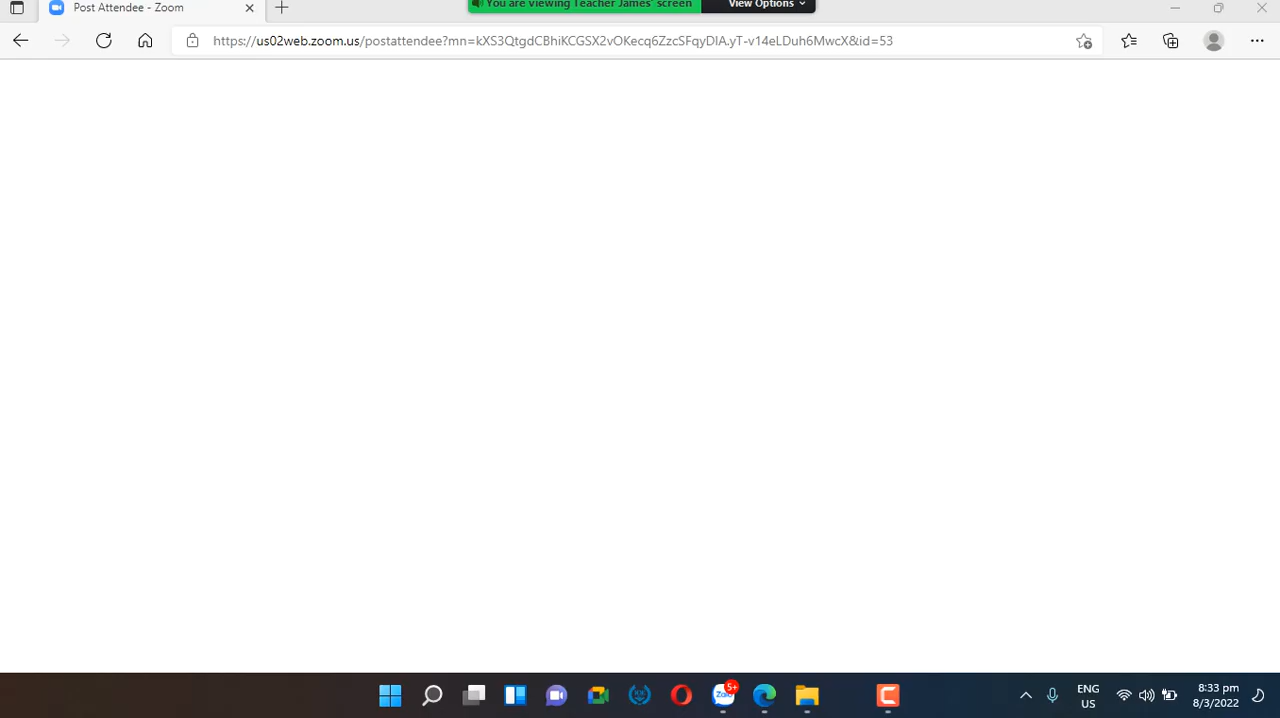 You are viewing Teacher James' screen
View Options
Post Attendee - Zoom
https://us02web.zoom.us/postattendee?mn=kXS3QtgdCBhiKCGSX2vOKecq6ZzcSFqyDIA.yT-v14eLDuh6MwcX&id=53
Zalo
5+
ENG
US
8:33 pm
8/3/2022